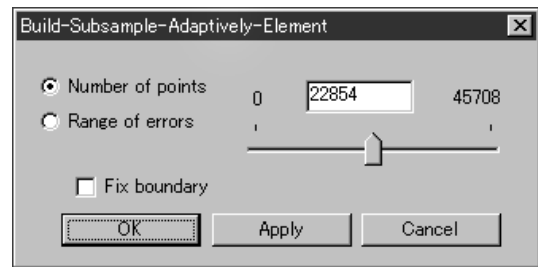 Build-Subsample-Adaptively-Element
Number of points
0 22854 45708
Range of errors
Fix boundary
OK Apply Cancel